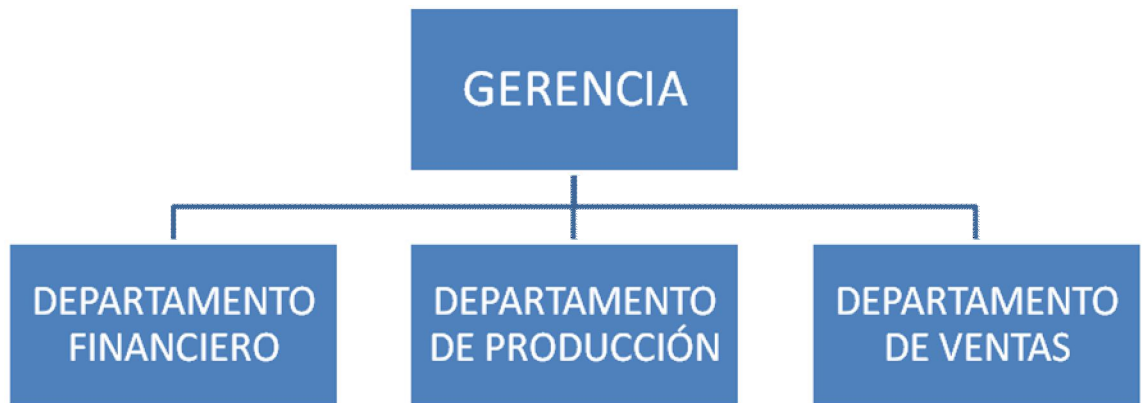 GERENCIA
DEPARTAMENTO
FINANCIERO
DEPARTAMENTO
DE PRODUCCIÓN
DEPARTAMENTO
DE VENTAS